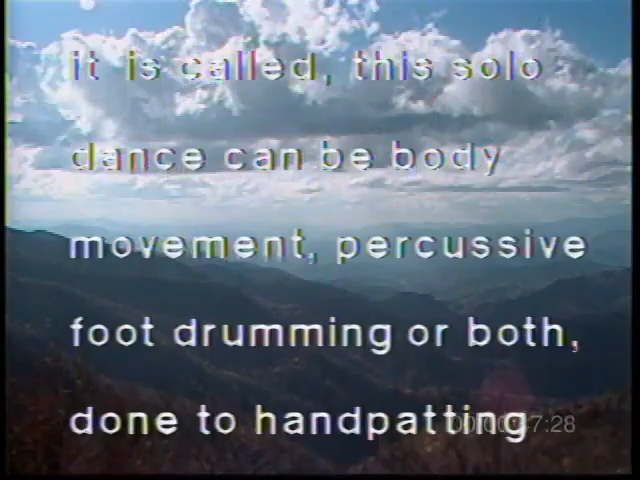 it is called, this solo
dance can be body
movement, percussive
foot drumming or both,
done to handpatting